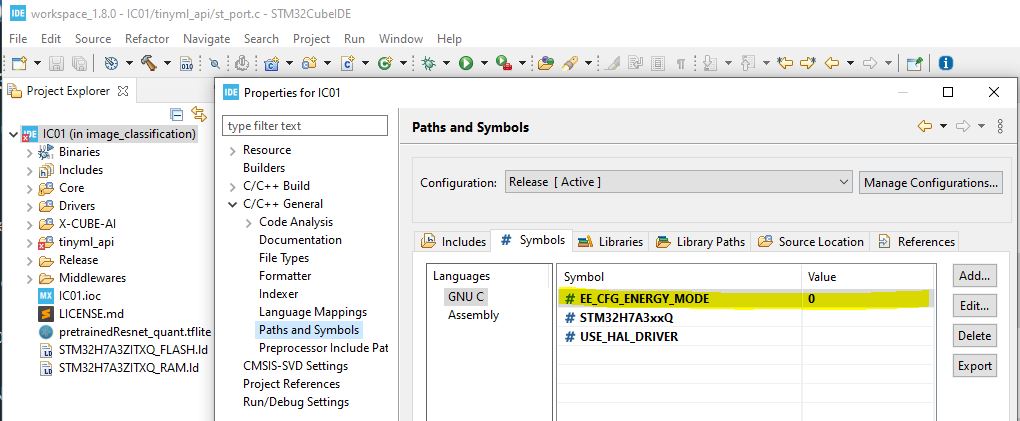 IDE workspace_1.8.0 - IC01/tinyml_api/st_port.c - STM32CubeIDE
File Edit Source Refactor Navigate Search Project Run Window Help
Project Explorer
IDE IC01 (in image_classification)
Binaries
Includes
Core
Drivers
X-CUBE-AI
tinyml_api
Release
Middlewares
MX IC01.ioc
LICENSE.md
pretrainedResnet_quant.tflite
STM32H7A3ZITXQ_FLASH.ld
STM32H7A3ZITXQ_RAM.ld
IDE Properties for IC01
type filter text
Resource
Builders
C/C++ Build
C/C++ General
Code Analysis
Documentation
File Types
Formatter
Indexer
Language Mappings
Paths and Symbols
Preprocessor Include Pat
CMSIS-SVD Settings
Project References
Run/Debug Settings
Paths and Symbols
Configuration: Release [ Active ] Manage Configurations...
Includes # Symbols Libraries Library Paths Source Location References
Languages
GNU C
Assembly
Symbol Value
# EE_CFG_ENERGY_MODE 0
# STM32H7A3xxQ
# USE_HAL_DRIVER
Add...
Edit...
Delete
Export